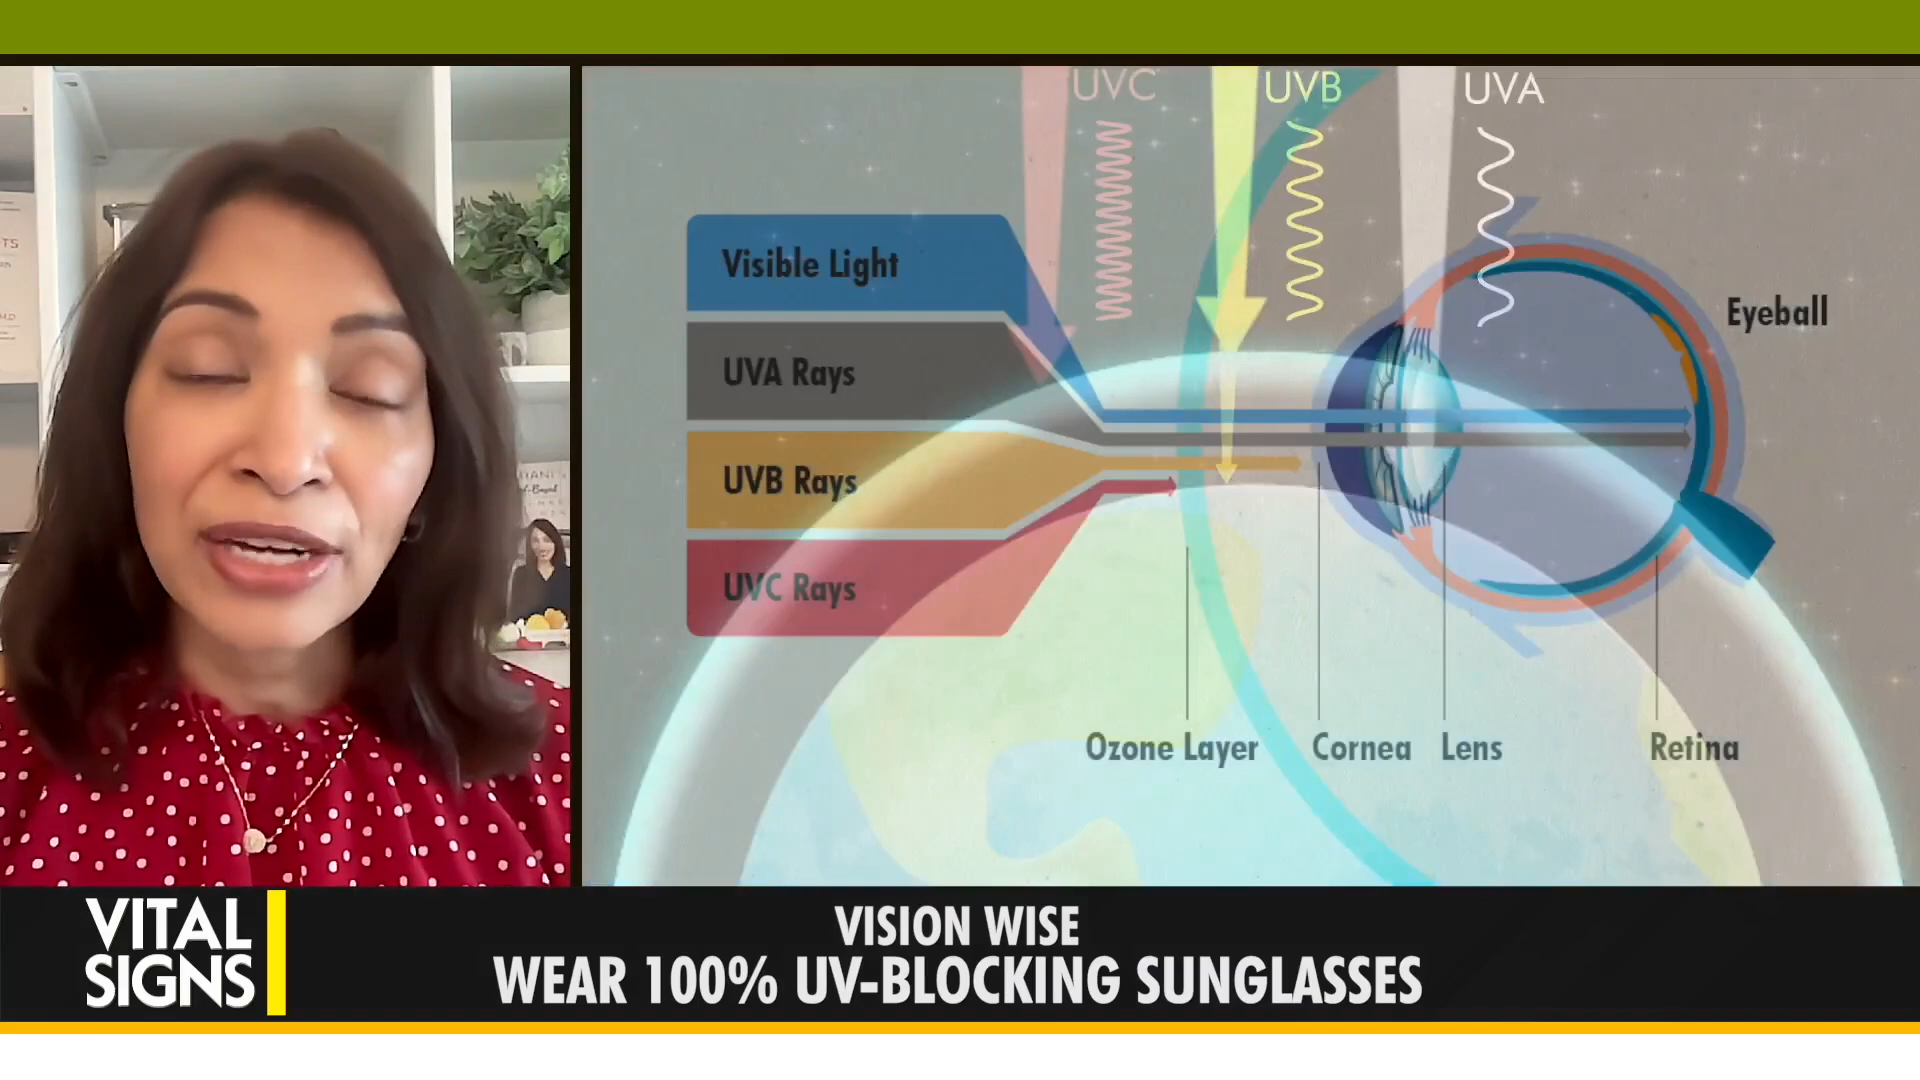 UVC
UVB
UVA
Visible Light
UVA Rays
UVB Rays
UVC Rays
Eyeball
Ozone Layer
Cornea
Lens
Retina
VITAL
SIGNS
VISION WISE
WEAR 100% UV-BLOCKING SUNGLASSES